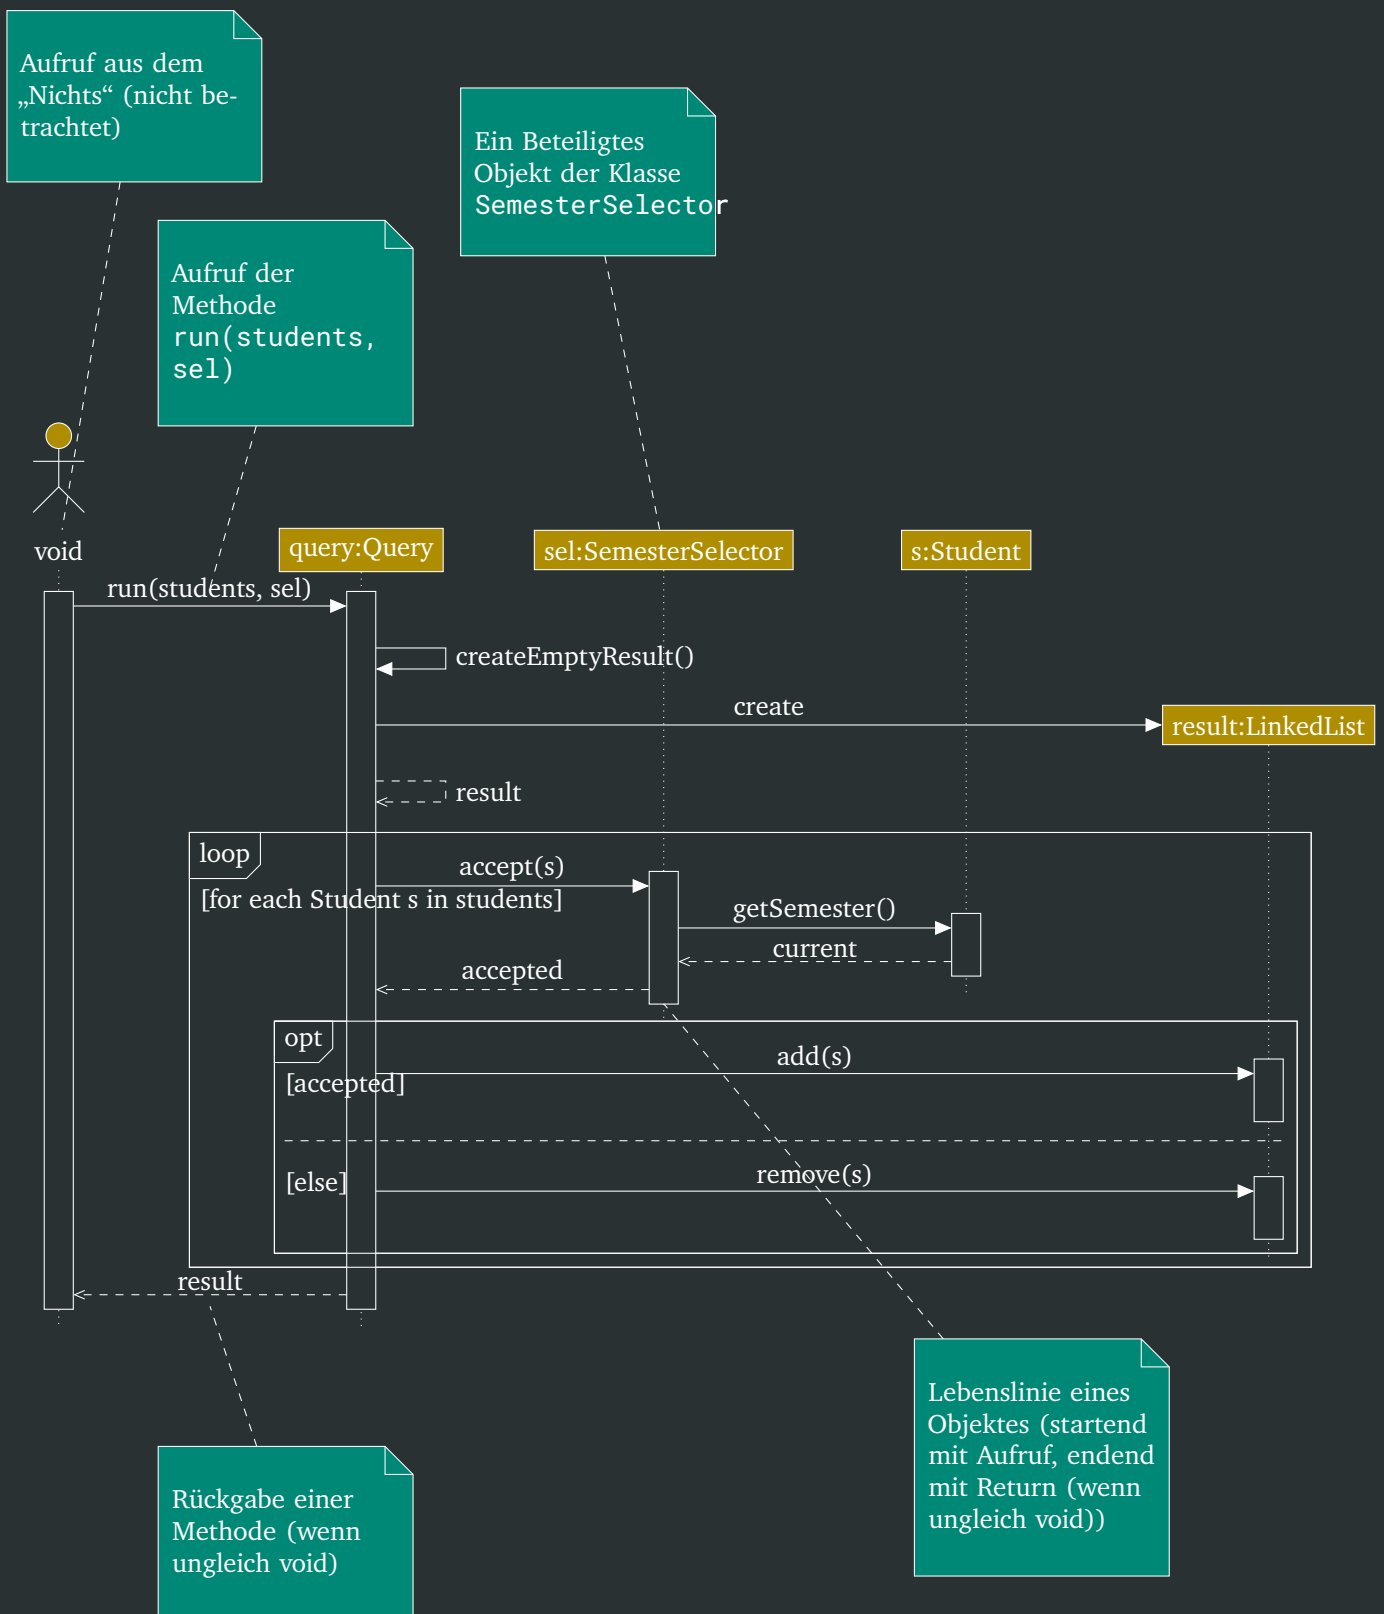 Aufruf aus dem
„Nichts“ (nicht be-
trachtet)
Ein Beteiligtes
Objekt der Klasse
SemesterSelector
Aufruf der
Methode
run(students,
sel)
void
query:Query
sel:SemesterSelector
s:Student
run(students, sel)
createEmptyResult()
create
result:LinkedList
result
loop
accept(s)
[for each Student s in students]
getSemester()
current
accepted
opt
add(s)
[accepted]
remove(s)
[else]
result
Lebenslinie eines
Objektes (startend
mit Aufruf, endend
mit Return (wenn
ungleich void))
Rückgabe einer
Methode (wenn
ungleich void)